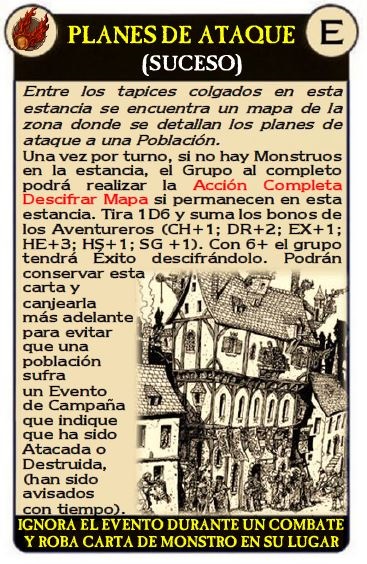 PLANES DE ATAQUE
E
(SUCESO)
Entre los tapices colgados en esta
estancia se encuentra un mapa de la
zona donde se detallan los planes de
ataque a una Población.
Una vez por turno, si no hay Monstruos
en la estancia, el Grupo al completo
podrá realizar la Acción Completa
Descifrar Mapa si permanecen en esta
estancia. Tira 1D6 y suma los bonos de
los Aventureros (CH+1; DR+2; EX+1;
HE+3; HS+1; SG +1). Con 6+ el grupo
tendrá Éxito descifrándolo. Podrán
conservar esta
carta y
canjearla
más adelante
para evitar
que una
población
sufra
un Evento
de Campaña
que indique
que ha sido
Atacada o
Destruida,
(han sido
avisados
con tiempo).
IGNORA EL EVENTO DURANTE UN COMBATE
Y ROBA CARTA DE MONSTRO EN SU LUGAR